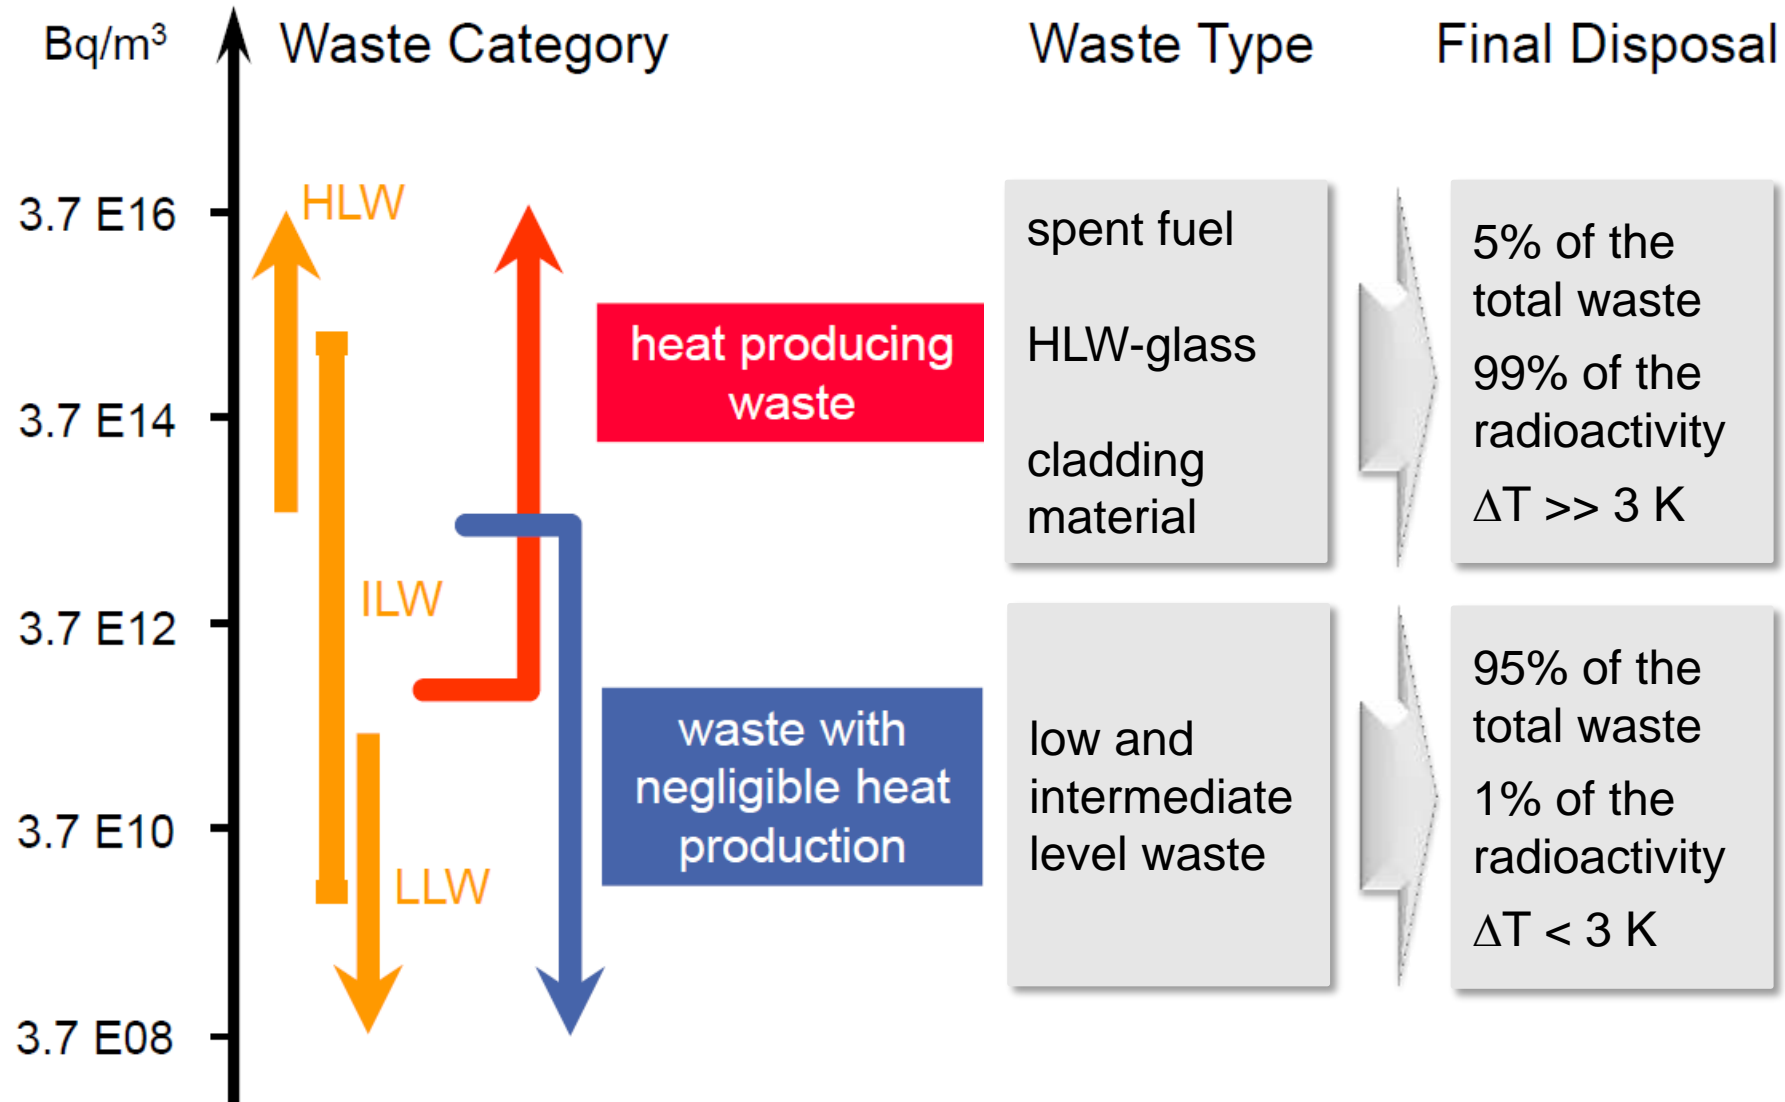 Bq/m³ Waste Category Waste Type Final Disposal
3.7 E16
3.7 E14
3.7 E12
3.7 E10
3.7 E08
HLW
ILW
LLW
heat producing
waste
waste with
negligible heat
production
spent fuel
HLW-glass
cladding
material
low and
intermediate
level waste
5% of the
total waste
99% of the
radioactivity
ΔT >> 3 K
95% of the
total waste
1% of the
radioactivity
ΔT < 3 K